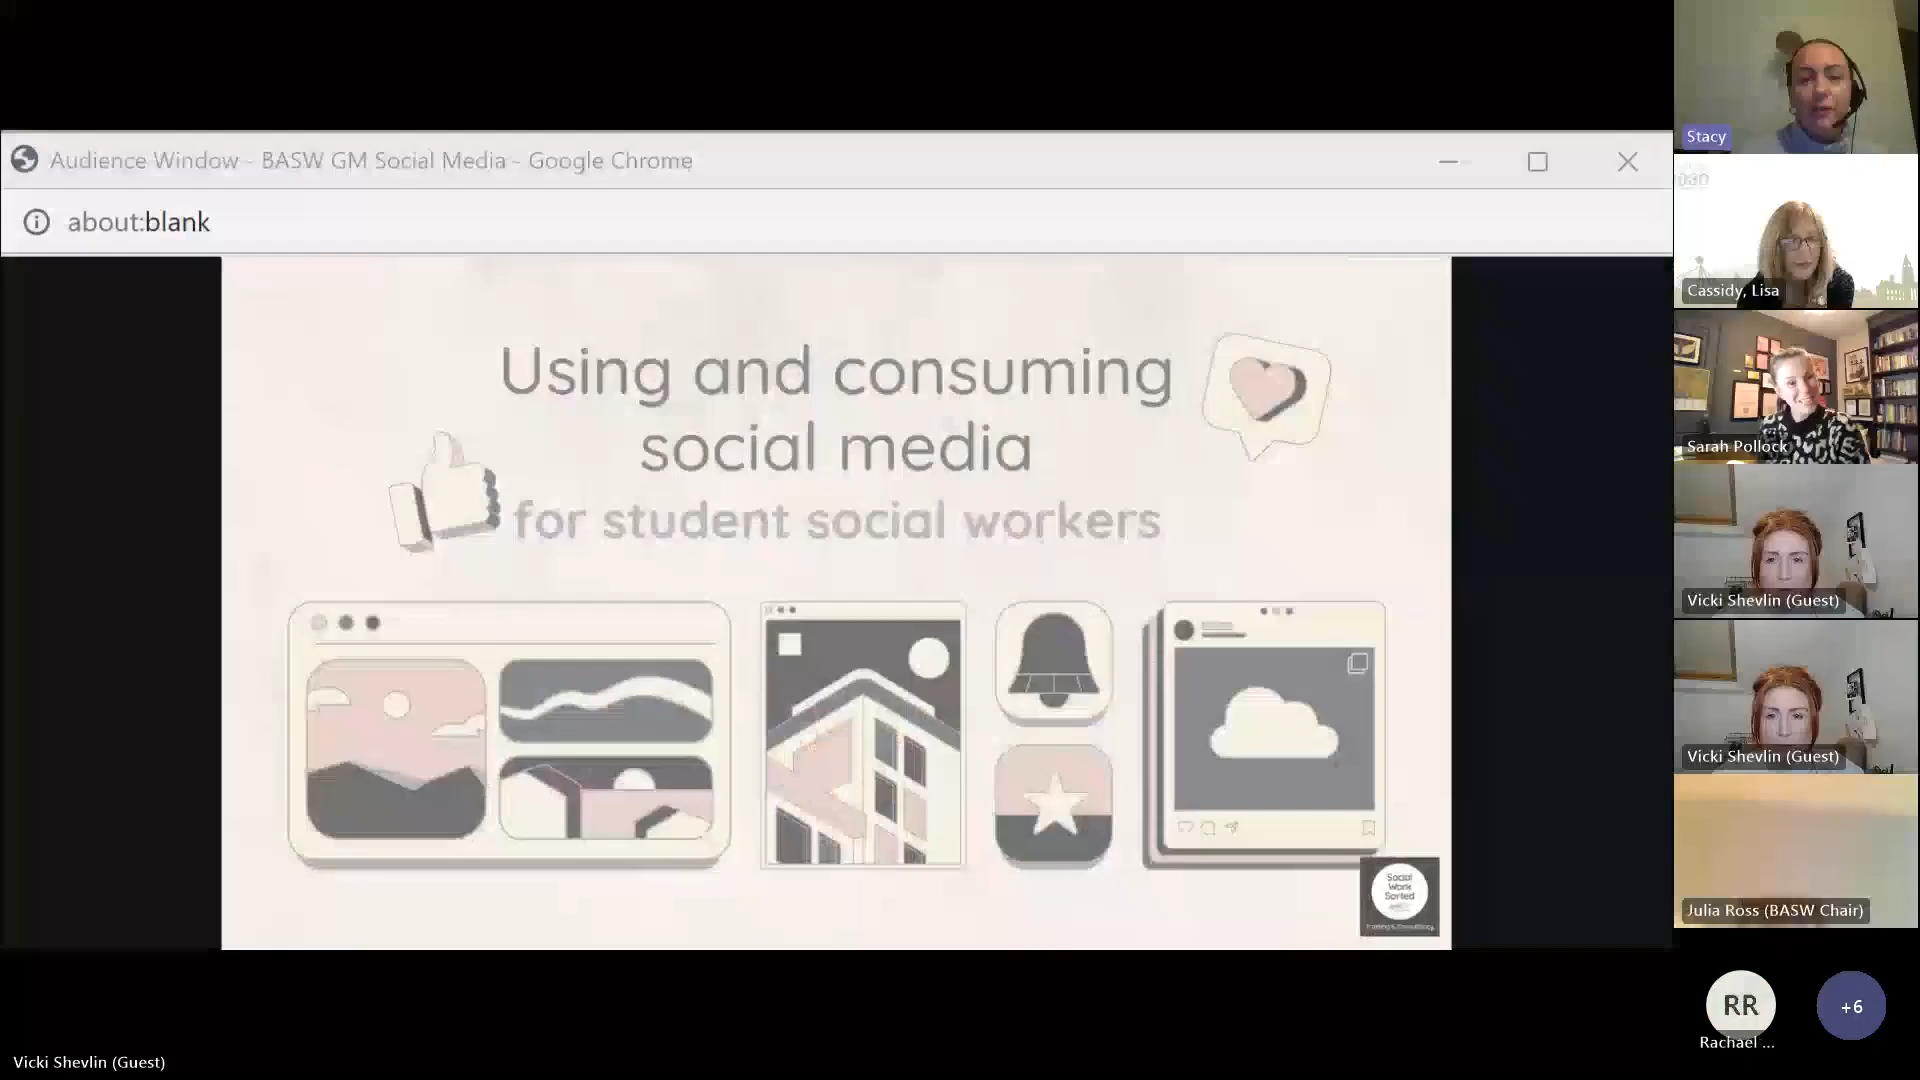 Audience Window - BASW GM Social Media - Google Chrome
about:blank
Using and consuming
social media
for student social workers
Social
Work
Sorted
Stacy
Cassidy, Lisa
Sarah Pollock
Vicki Shevlin (Guest)
Vicki Shevlin (Guest)
Julia Ross (BASW Chair)
RR
Rachael ...
+6
Vicki Shevlin (Guest)